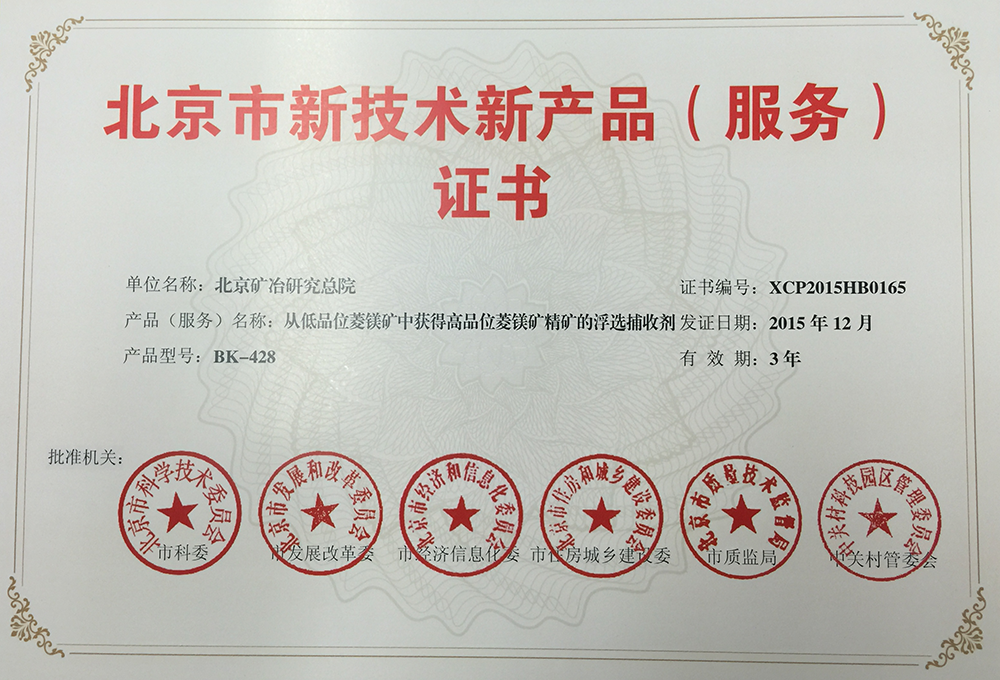 北京市新技术新产品（服务）
证书
单位名称：北京矿冶研究总院
证书编号：XCP2015HB0165
产品（服务）名称：从低品位菱镁矿中获得高品位菱镁矿精矿的浮选捕收剂
发证日期：2015 年 12 月
产品型号：BK-428
有 效 期：3 年
批准机关：
北京市科学技术委员会
北京市发展和改革委员会
北京市经济和信息化委员会
北京市住房和城乡建设委员会
北京市质量技术监督局
中关村科技园区管理委员会
市科委
市发展改革委
市经济信息化委
市住房城乡建设委
市质监局
中关村管委会